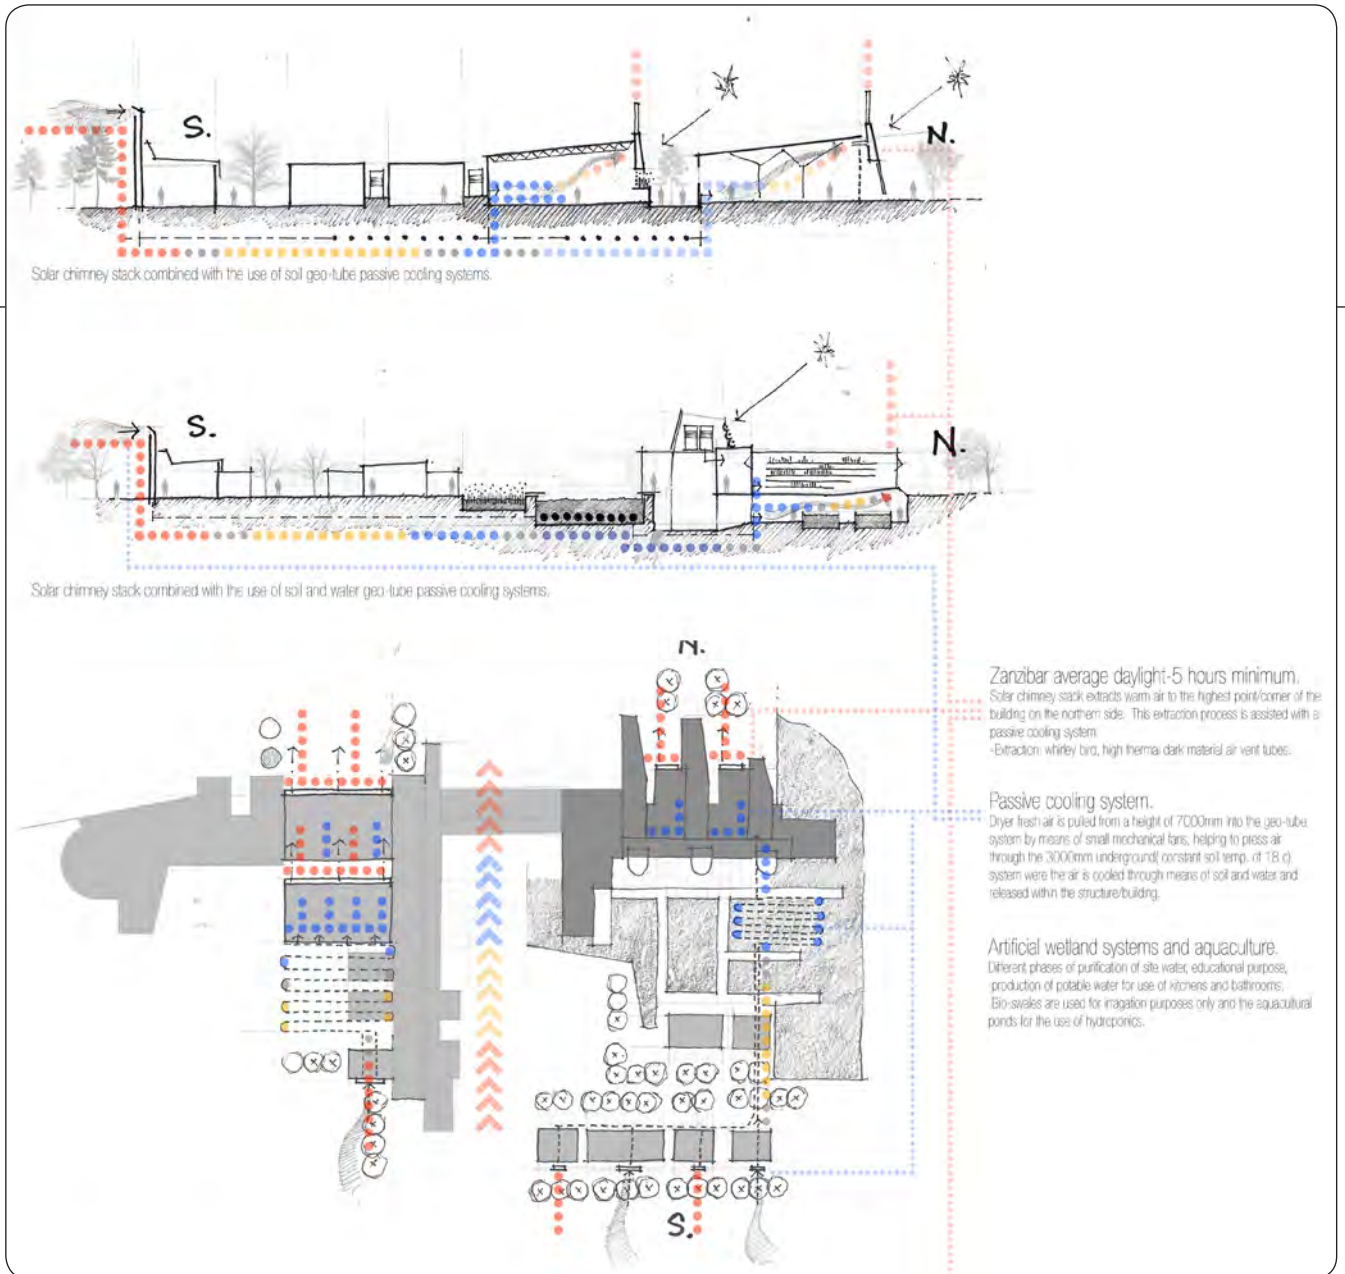 S.
N.
Solar chimney stack combined with the use of soil geo-tube passive cooling systems.
S.
N.
Solar chimney stack combined with the use of soil and water geo-tube passive cooling systems.
N.
Zanzibar average daylight-5 hours minimum.
Solar chimney stack extracts warm air to the highest point/corner of the
building on the northern side. This extraction process is assisted with a
passive cooling system.
-Extraction: whirley bird, high thermal dark material air vent tubes.
Passive cooling system.
Dryer fresh air is pulled from a height of 7000mm into the geo-tube
system by means of small mechanical fans, helping to press air
through the 3000mm underground( constant soil temp. of 18 c)
system were the air is cooled through means of soil and water and
released within the structure/building.
Artificial wetland systems and aquaculture.
Different phases of purification of site water, educational purpose,
production of potable water for use of kitchens and bathrooms.
Bio-swales are used for irragation purposes only and the aquacultural
ponds for the use of hydroponics.
S.